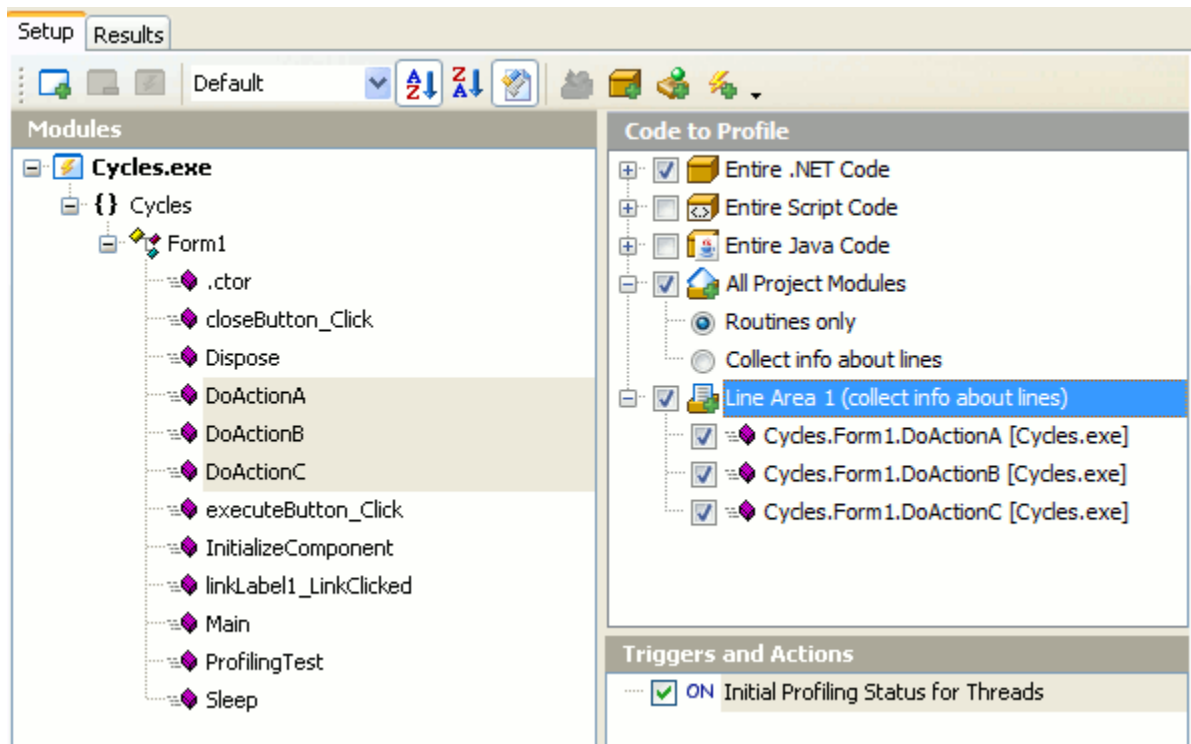 Setup Results
Default
Modules
Cycles.exe
{} Cycles
Form1
.ctor
closeButton_Click
Dispose
DoActionA
DoActionB
DoActionC
executeButton_Click
InitializeComponent
linkLabel1_LinkClicked
Main
ProfilingTest
Sleep
Code to Profile
Entire .NET Code
Entire Script Code
Entire Java Code
All Project Modules
Routines only
Collect info about lines
Line Area 1 (collect info about lines)
Cycles.Form1.DoActionA [Cycles.exe]
Cycles.Form1.DoActionB [Cycles.exe]
Cycles.Form1.DoActionC [Cycles.exe]
Triggers and Actions
ON Initial Profiling Status for Threads